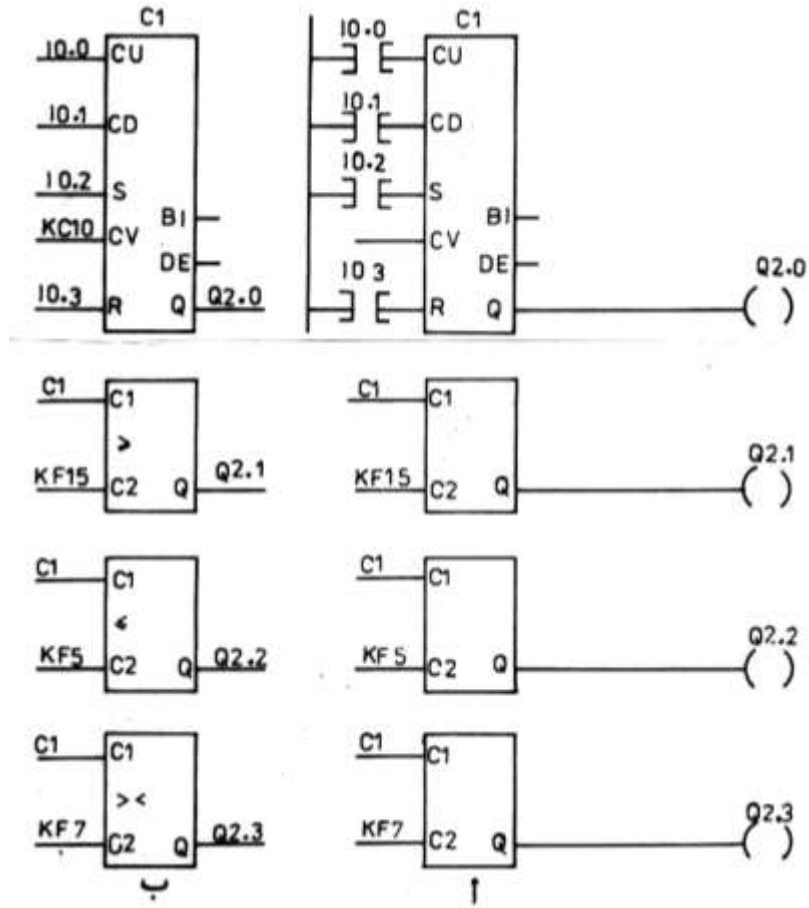 C1 C1
I0.0 CU I0.0 CU
I0.1 CD I0.1 CD
I0.2 S I0.2 S
BI BI
KC10 CV CV
DE DE
I0.3 R Q Q2.0 I0 3 R Q Q2.0
C1 C1 C1 C1
>
KF15 C2 Q Q2.1 KF15 C2 Q Q2.1
C1 C1 C1 C1
<
KF5 C2 Q Q2.2 KF5 C2 Q Q2.2
C1 C1 C1 C1
><
KF7 C2 Q Q2.3 KF7 C2 Q Q2.3
ب أ